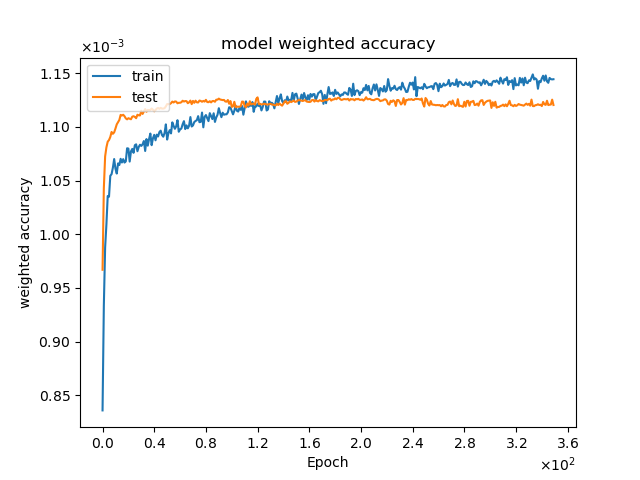 model weighted accuracy
×10⁻³
train
test
1.15
1.10
1.05
1.00
0.95
0.90
0.85
weighted accuracy
0.0 0.4 0.8 1.2 1.6 2.0 2.4 2.8 3.2 3.6
Epoch
×10²